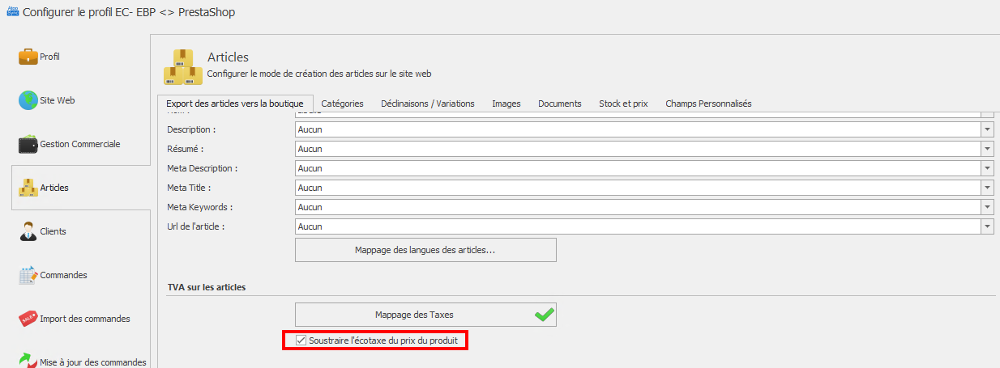 Atoo
Sync
Configurer le profil EC- EBP <> PrestaShop
Profil
Site Web
Gestion Commerciale
Articles
Clients
Commandes
Import des commandes
Mise à jour des commandes
Articles
Configurer le mode de création des articles sur le site web
Export des articles vers la boutique Catégories Déclinaisons / Variations Images Documents Stock et prix Champs Personnalisés
Description : Aucun
Résumé : Aucun
Meta Description : Aucun
Meta Title : Aucun
Meta Keywords : Aucun
Url de l'article : Aucun
Mappage des langues des articles...
TVA sur les articles
Mappage des Taxes
Soustraire l'écotaxe du prix du produit